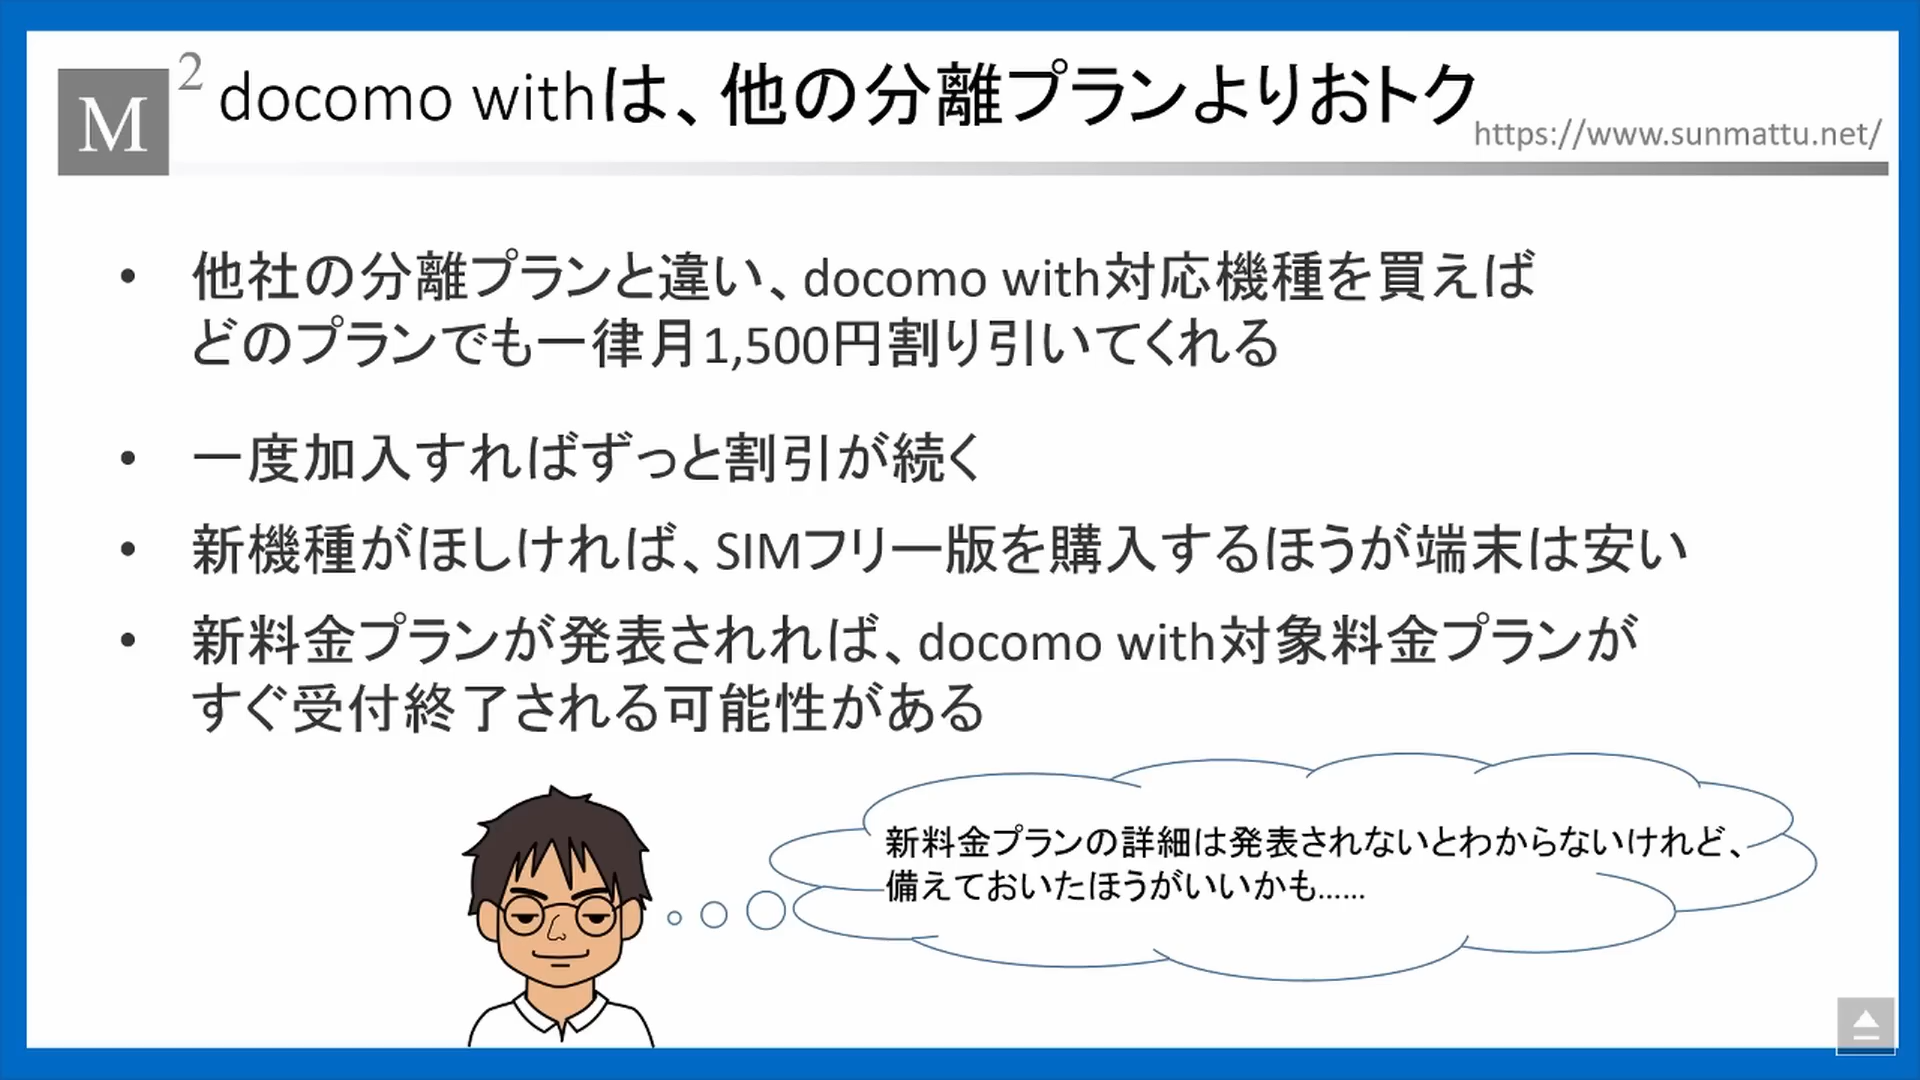 M2
docomo withは、他の分離プランよりおトク
https://www.sunmattu.net/
• 他社の分離プランと違い、docomo with対応機種を買えば
どのプランでも一律月1,500円割り引いてくれる
• 一度加入すればずっと割引が続く
• 新機種がほしければ、SIMフリー版を購入するほうが端末は安い
• 新料金プランが発表されれば、docomo with対象料金プランが
すぐ受付終了される可能性がある
新料金プランの詳細は発表されないとわからないけれど、
備えておいたほうがいいかも……